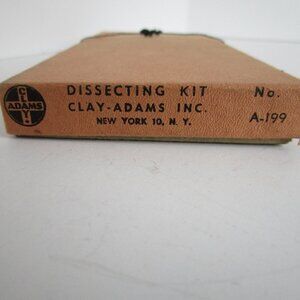 CLAY
ADAMS
DISSECTING KIT No.
CLAY-ADAMS INC.
NEW YORK 10, N. Y. A-199